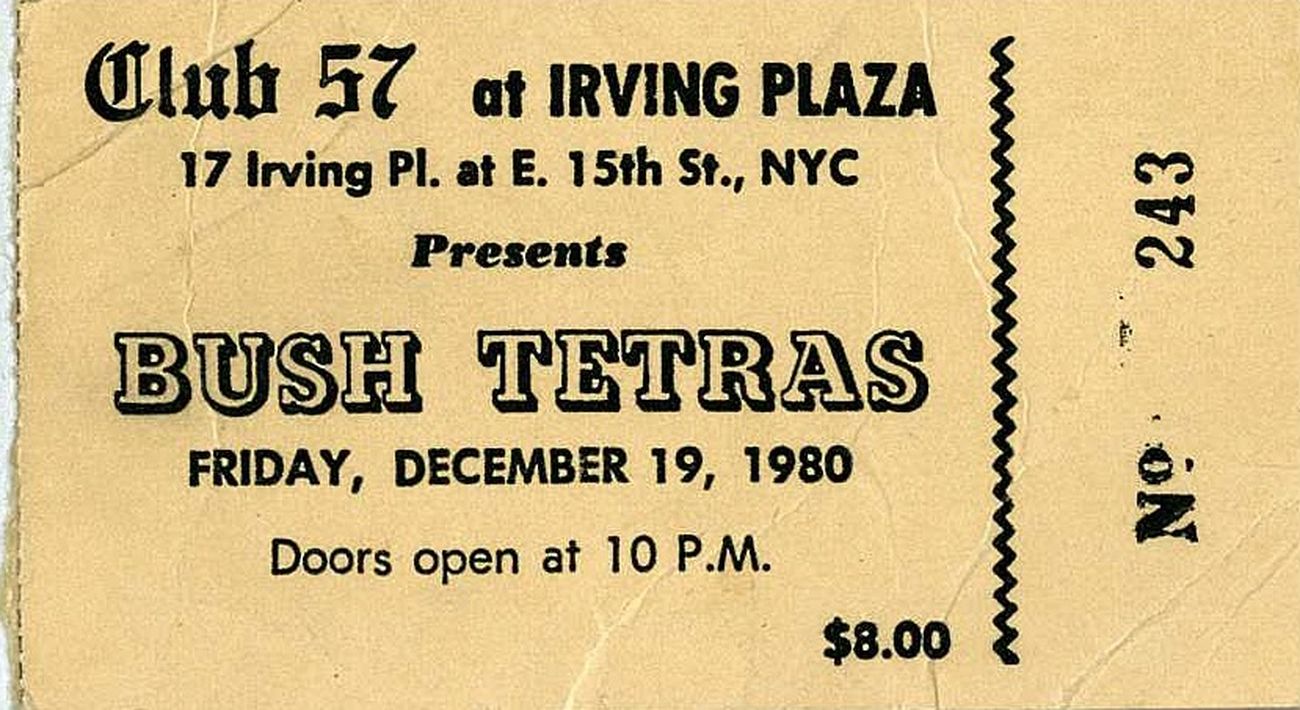 Club 57 at IRVING PLAZA
17 Irving Pl. at E. 15th St., NYC
Presents
BUSH TETRAS
FRIDAY, DECEMBER 19, 1980
Doors open at 10 P.M.
$8.00
Nº 243